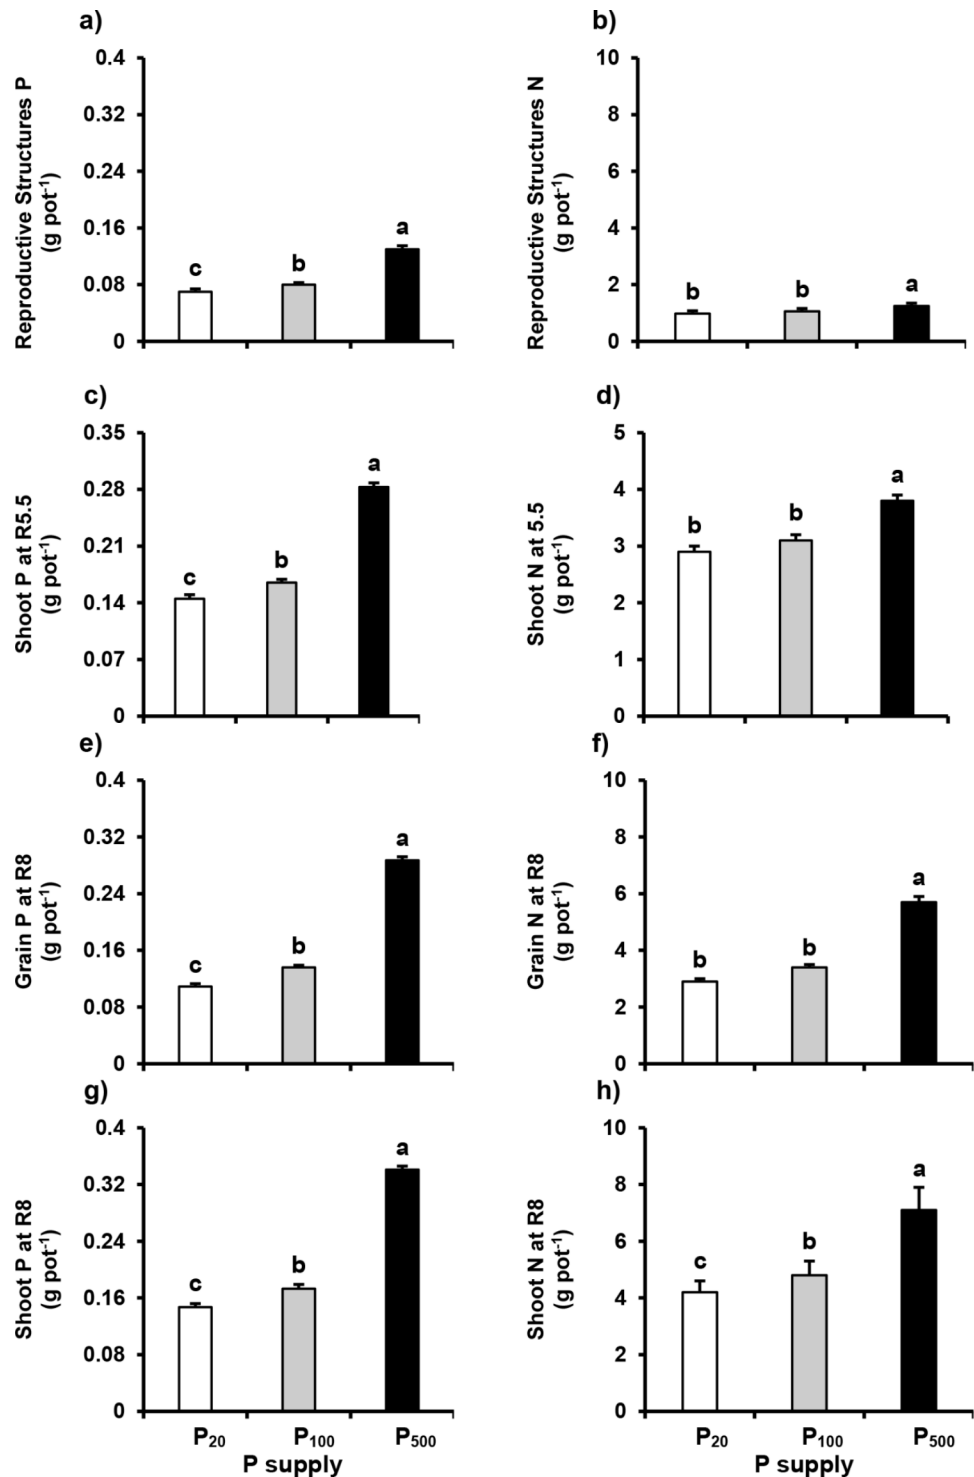 a)
Reproductive Structures P
(g pot⁻¹)
0.4
0.32
0.24
0.16
0.08
0
c
b
a
b)
Reproductive Structures N
(g pot⁻¹)
10
8
6
4
2
0
b
b
a
c)
Shoot P at R5.5
(g pot⁻¹)
0.35
0.28
0.21
0.14
0.07
0
c
b
a
d)
Shoot N at 5.5
(g pot⁻¹)
5
4
3
2
1
0
b
b
a
e)
Grain P at R8
(g pot⁻¹)
0.4
0.32
0.24
0.16
0.08
0
c
b
a
f)
Grain N at R8
(g pot⁻¹)
10
8
6
4
2
0
b
b
a
g)
Shoot P at R8
(g pot⁻¹)
0.4
0.32
0.24
0.16
0.08
0
c
b
a
P₂₀ P₁₀₀ P₅₀₀
P supply
h)
Shoot N at R8
(g pot⁻¹)
10
8
6
4
2
0
c
b
a
P₂₀ P₁₀₀ P₅₀₀
P supply